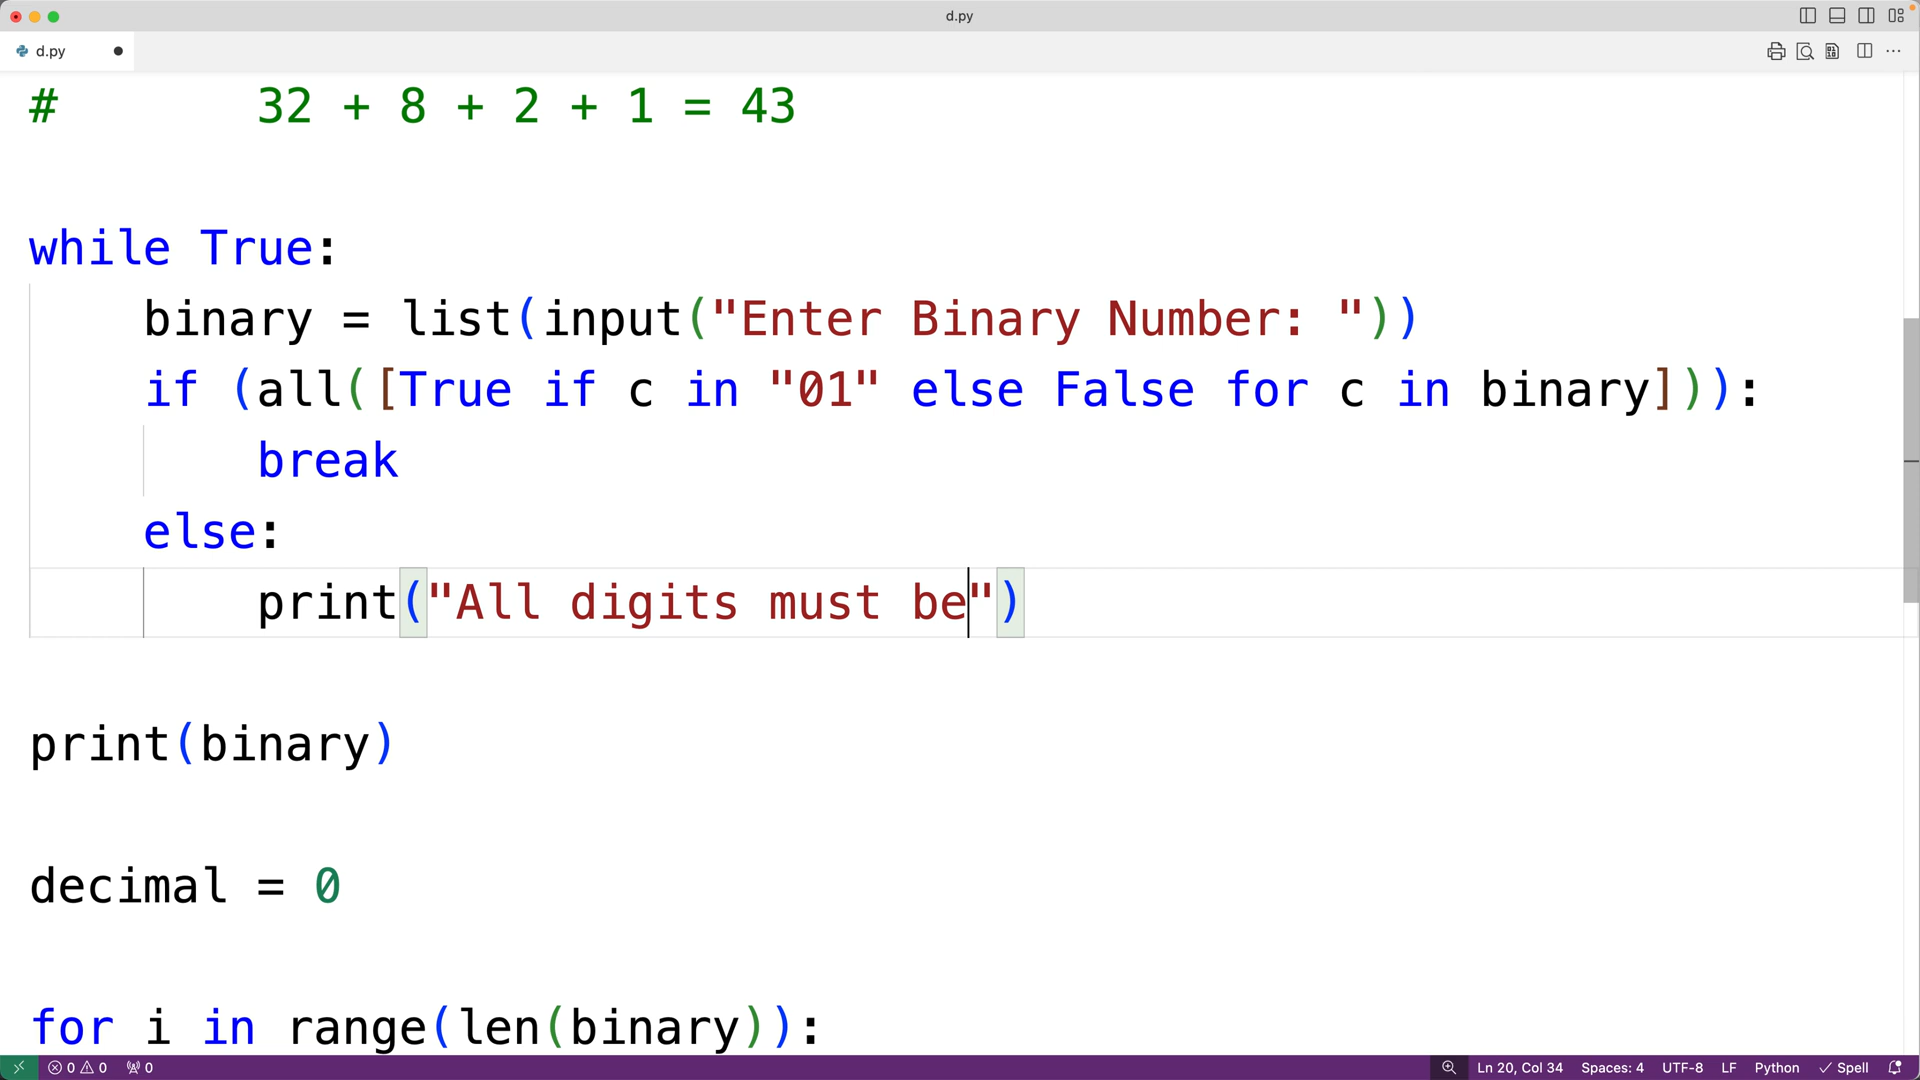 d.py
d.py
#        32 + 8 + 2 + 1 = 43
while True:
    binary = list(input("Enter Binary Number: "))
    if (all([True if c in "01" else False for c in binary])):
        break
    else:
        print("All digits must be")
print(binary)
decimal = 0
for i in range(len(binary)):
0 0 0 Ln 20, Col 34 Spaces: 4 UTF-8 LF Python Spell